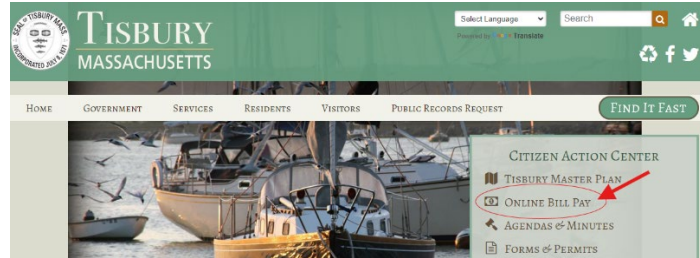 SEAL OF TISBURY MASS.
INCORPORATED JULY 8, 1671
TISBURY
MASSACHUSETTS
Select Language
Search
Powered by Google Translate
HOME GOVERNMENT SERVICES RESIDENTS VISITORS PUBLIC RECORDS REQUEST FIND IT FAST
CITIZEN ACTION CENTER
TISBURY MASTER PLAN
ONLINE BILL PAY
AGENDAS & MINUTES
FORMS & PERMITS